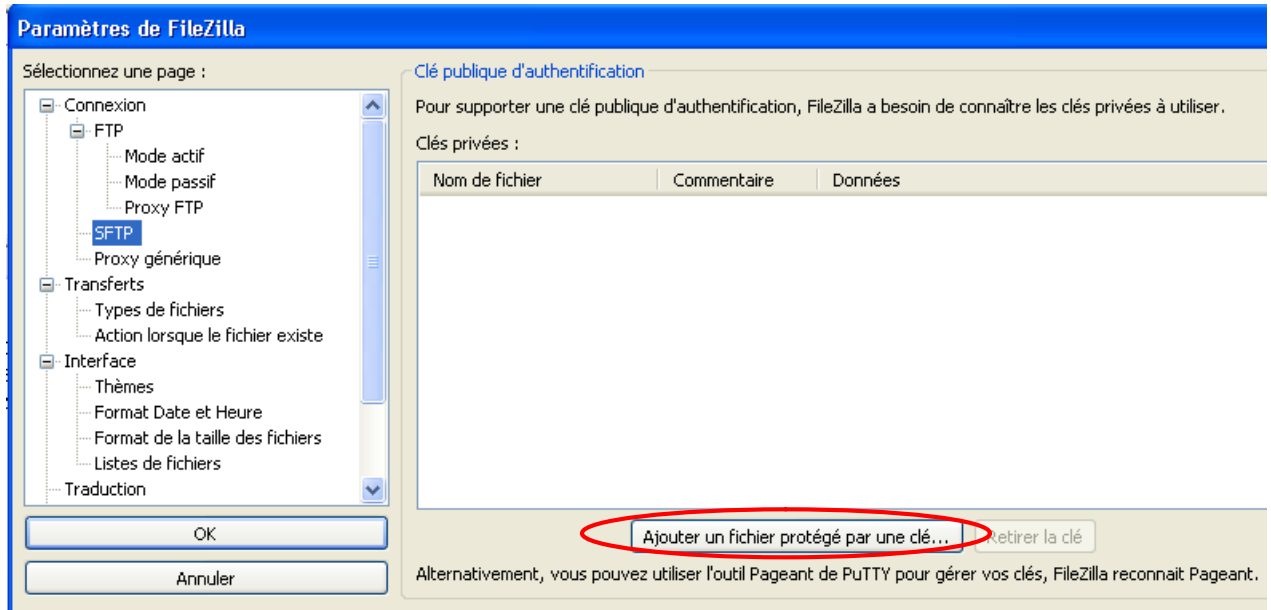 Paramètres de FileZilla
Sélectionnez une page :
Connexion
FTP
Mode actif
Mode passif
Proxy FTP
SFTP
Proxy générique
Transferts
Types de fichiers
Action lorsque le fichier existe
Interface
Thèmes
Format Date et Heure
Format de la taille des fichiers
Listes de fichiers
Traduction
OK
Annuler
Clé publique d'authentification
Pour supporter une clé publique d'authentification, FileZilla a besoin de connaître les clés privées à utiliser.
Clés privées :
Nom de fichier Commentaire Données
Ajouter un fichier protégé par une clé... Retirer la clé
Alternativement, vous pouvez utiliser l'outil Pageant de PuTTY pour gérer vos clés, FileZilla reconnait Pageant.